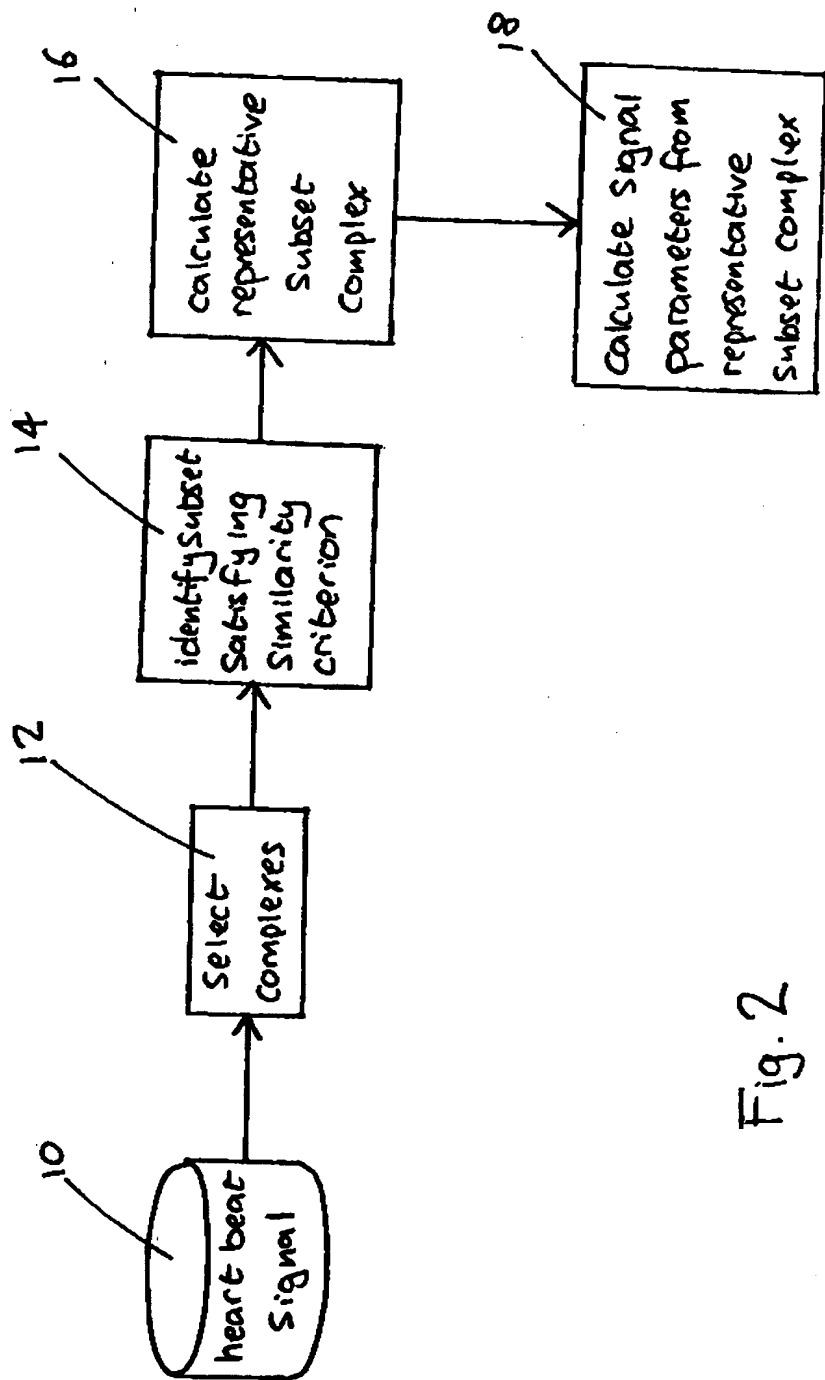 10
heart beat
signal
12
select
complexes
14
identify subset
satisfying
similarity
criterion
16
calculate
representative
subset
complex
18
calculate signal
parameters from
representative
subset complex
Fig. 2